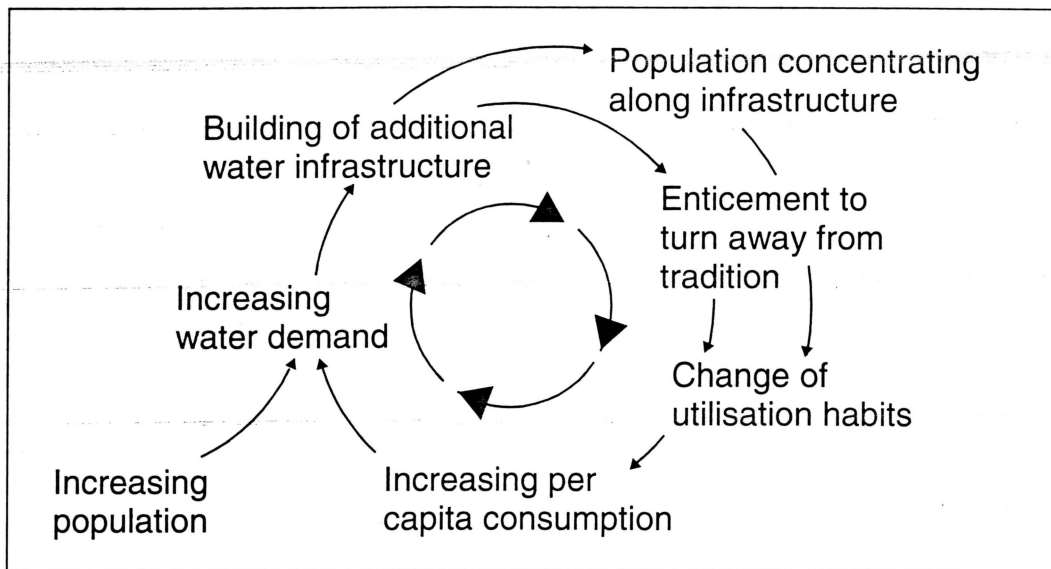 Population concentrating
along infrastructure
Building of additional
water infrastructure
Enticement to
turn away from
tradition
Increasing
water demand
Change of
utilisation habits
Increasing per
capita consumption
Increasing
population